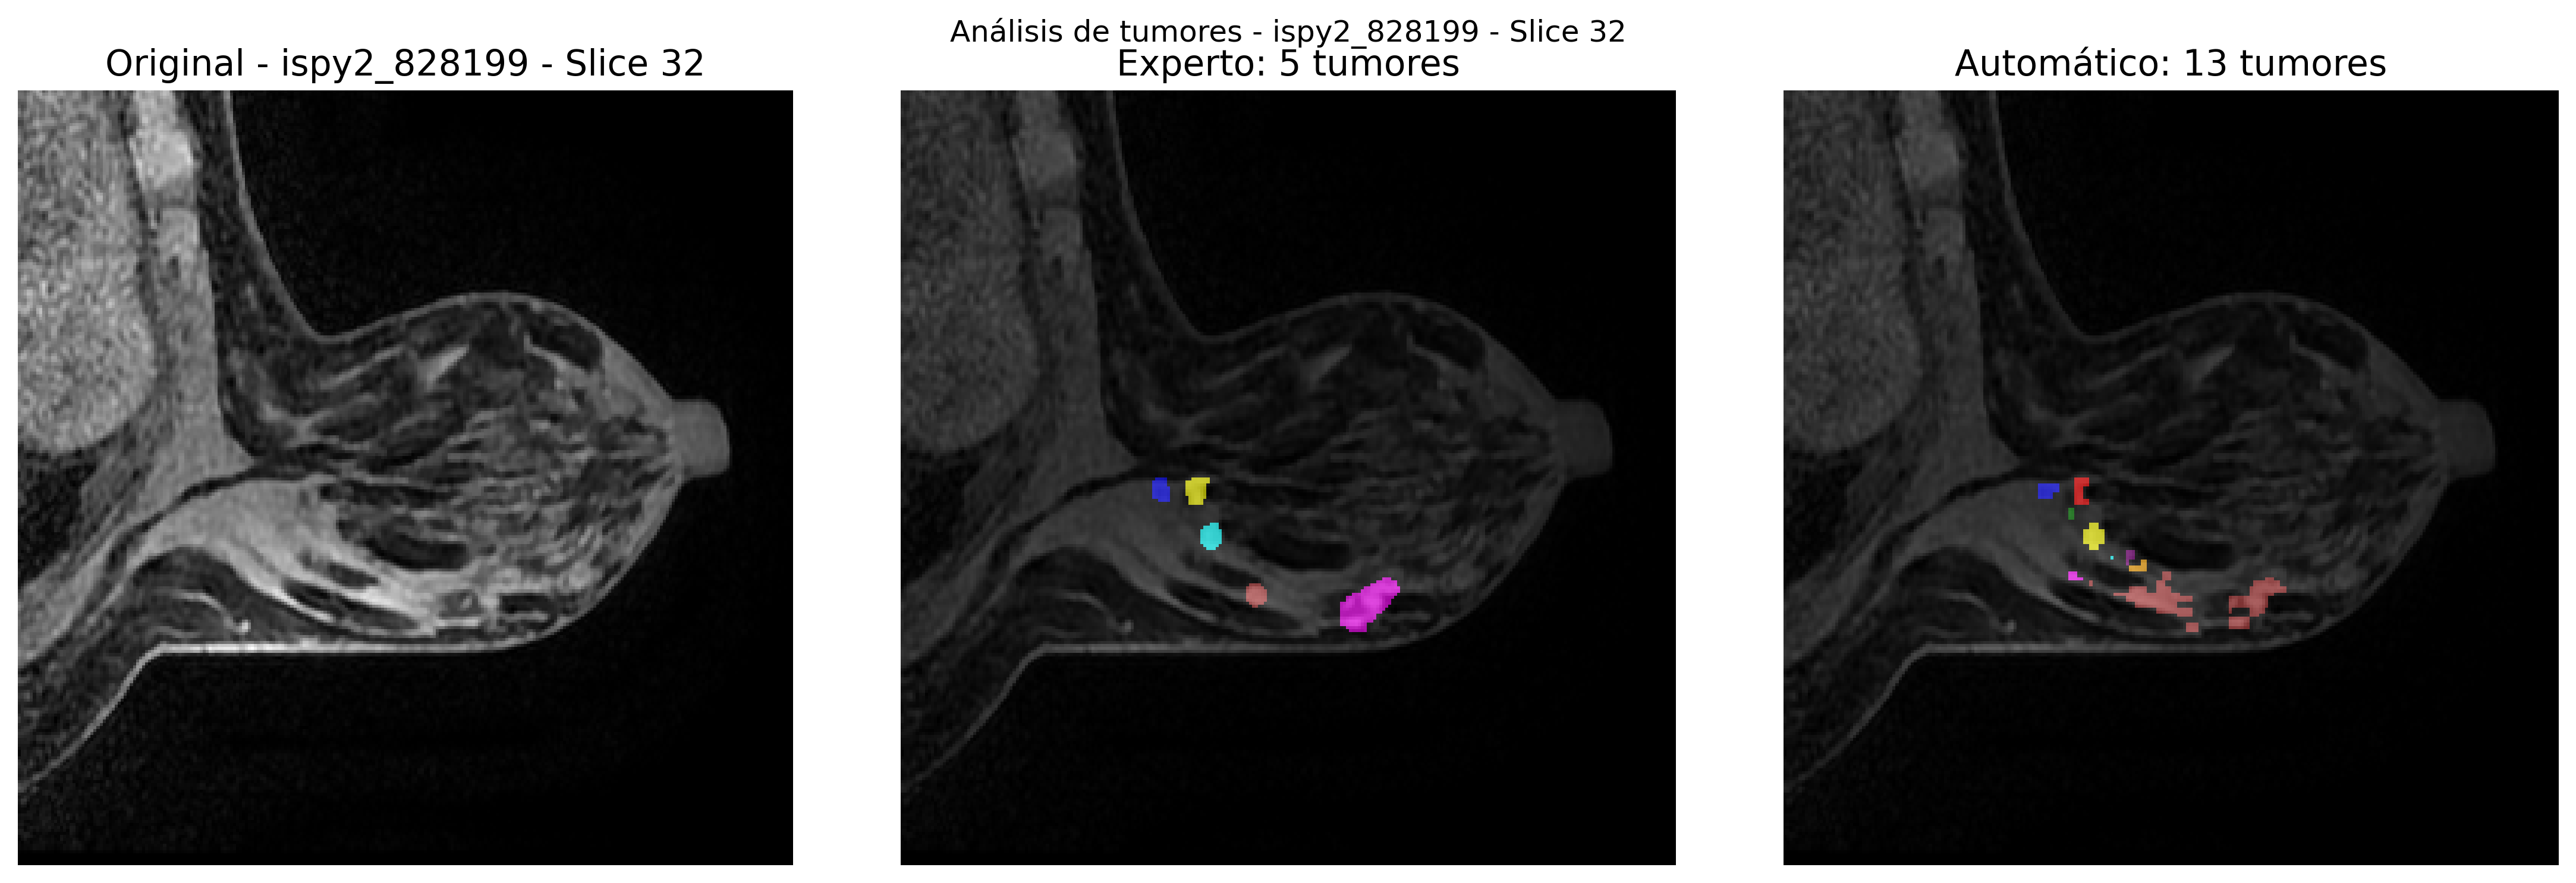 Análisis de tumores - ispy2_828199 - Slice 32
Original - ispy2_828199 - Slice 32
Experto: 5 tumores
Automático: 13 tumores